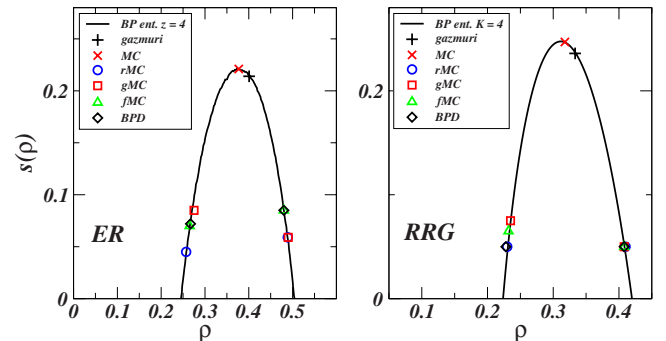 BP ent. z = 4
gazmuri
MC
rMC
gMC
fMC
BPD
ER
s(ρ)
0.2
0.1
0
0 0.1 0.2 0.3 0.4 0.5
ρ
BP ent. K = 4
gazmuri
MC
rMC
gMC
fMC
BPD
RRG
0.2
0.1
0
0.1 0.2 0.3 0.4
ρ